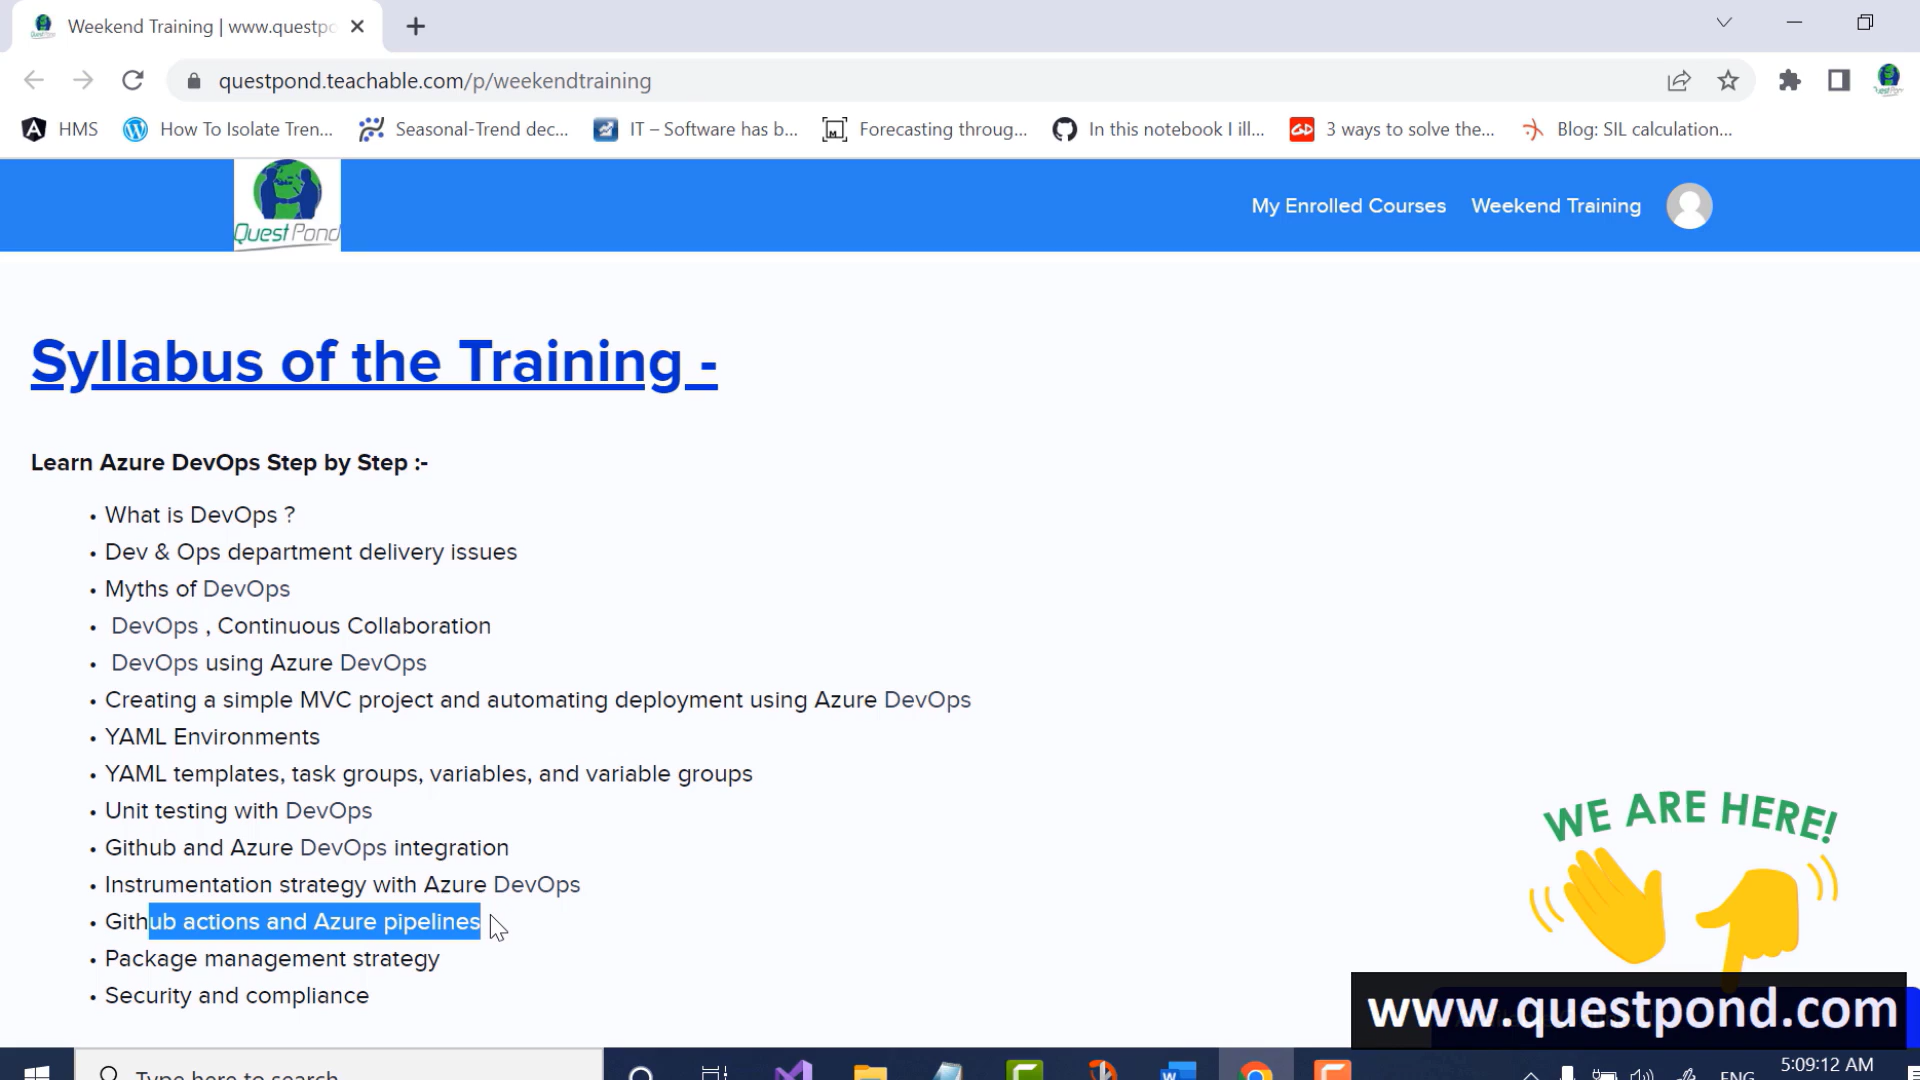 Weekend Training | www.questpo
questpond.teachable.com/p/weekendtraining
HMS
How To Isolate Tren...
Seasonal-Trend dec...
IT – Software has b...
Forecasting throug...
In this notebook I ill...
3 ways to solve the...
Blog: SIL calculation...
QuestPond
My Enrolled Courses
Weekend Training
Syllabus of the Training -
Learn Azure DevOps Step by Step :-
• What is DevOps ?
• Dev & Ops department delivery issues
• Myths of DevOps
• DevOps , Continuous Collaboration
• DevOps using Azure DevOps
• Creating a simple MVC project and automating deployment using Azure DevOps
• YAML Environments
• YAML templates, task groups, variables, and variable groups
• Unit testing with DevOps
• Github and Azure DevOps integration
• Instrumentation strategy with Azure DevOps
• Github actions and Azure pipelines
• Package management strategy
• Security and compliance
WE ARE HERE!
www.questpond.com
Type here to search
ENG
5:09:12 AM